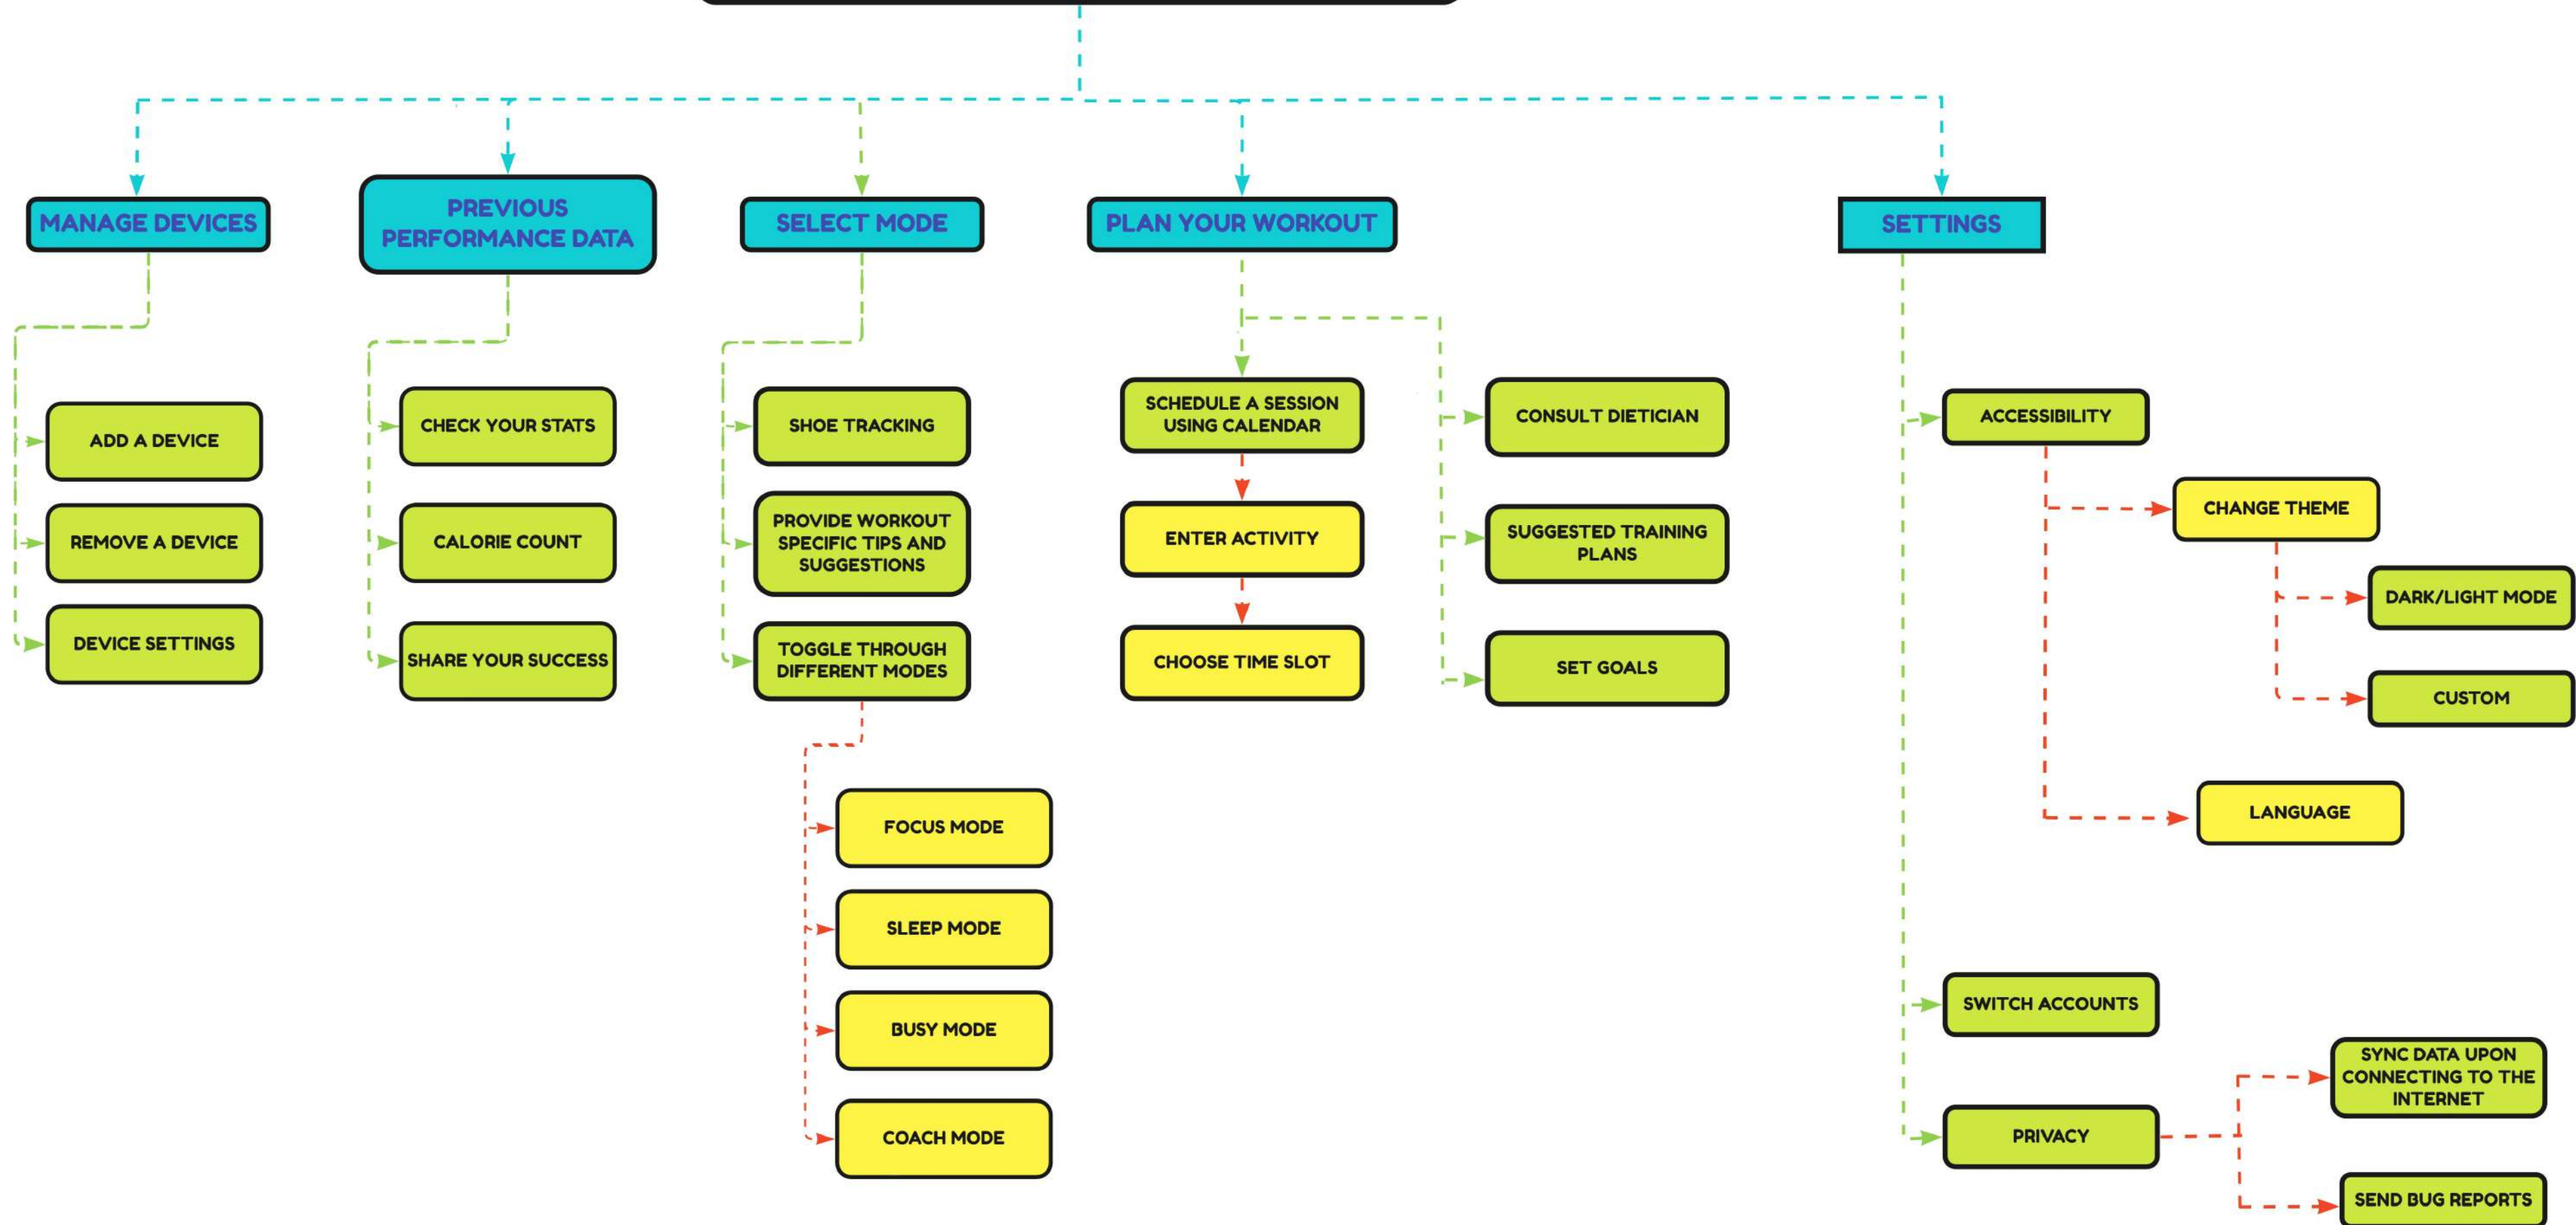 MANAGE DEVICES
PREVIOUS
PERFORMANCE DATA
SELECT MODE
PLAN YOUR WORKOUT
SETTINGS
ADD A DEVICE
REMOVE A DEVICE
DEVICE SETTINGS
CHECK YOUR STATS
CALORIE COUNT
SHARE YOUR SUCCESS
SHOE TRACKING
PROVIDE WORKOUT
SPECIFIC TIPS AND
SUGGESTIONS
TOGGLE THROUGH
DIFFERENT MODES
FOCUS MODE
SLEEP MODE
BUSY MODE
COACH MODE
SCHEDULE A SESSION
USING CALENDAR
ENTER ACTIVITY
CHOOSE TIME SLOT
CONSULT DIETICIAN
SUGGESTED TRAINING
PLANS
SET GOALS
ACCESSIBILITY
CHANGE THEME
DARK/LIGHT MODE
CUSTOM
LANGUAGE
SWITCH ACCOUNTS
PRIVACY
SYNC DATA UPON
CONNECTING TO THE
INTERNET
SEND BUG REPORTS